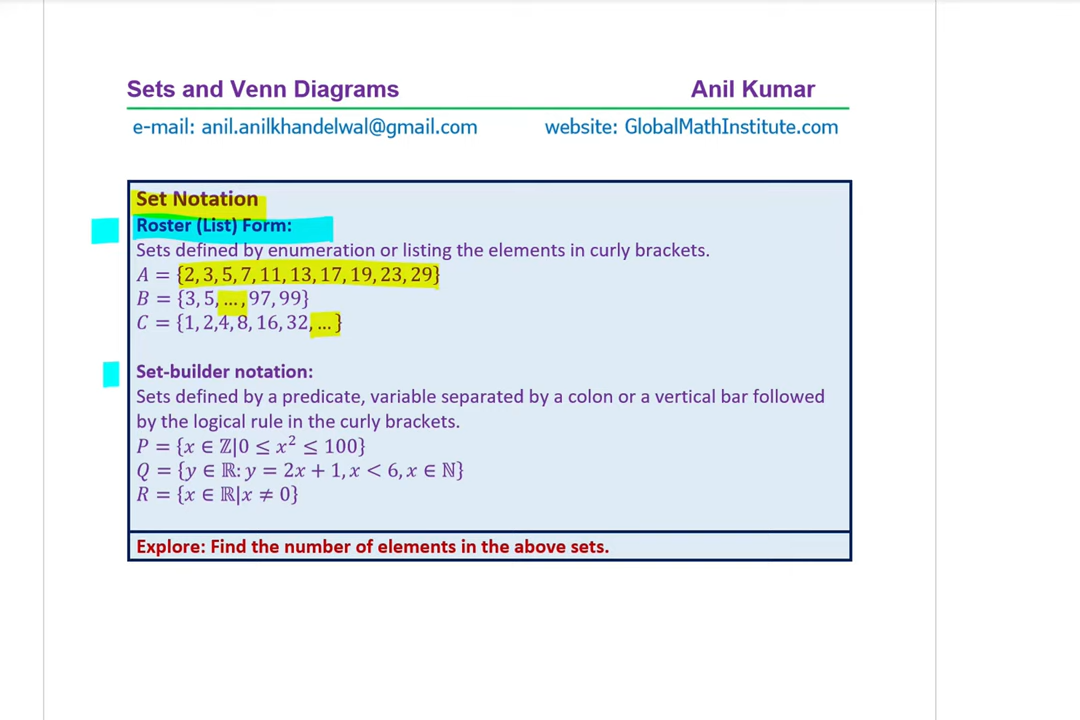 Sets and Venn Diagrams Anil Kumar
e-mail: anil.anilkhandelwal@gmail.com website: GlobalMathInstitute.com
Set Notation
Roster (List) Form:
Sets defined by enumeration or listing the elements in curly brackets.
A = {2, 3, 5, 7, 11, 13, 17, 19, 23, 29}
B = {3, 5, ..., 97, 99}
C = {1, 2,4, 8, 16, 32, ... }
Set-builder notation:
Sets defined by a predicate, variable separated by a colon or a vertical bar followed
by the logical rule in the curly brackets.
P = {x ∈ ℤ|0 ≤ x² ≤ 100}
Q = {y ∈ ℝ: y = 2x + 1, x < 6, x ∈ ℕ}
R = {x ∈ ℝ|x ≠ 0}
Explore: Find the number of elements in the above sets.